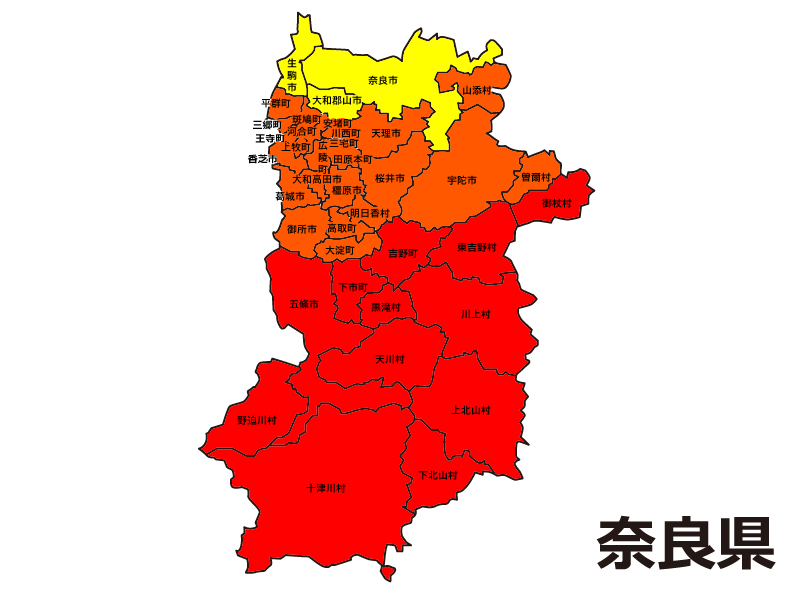 生駒市
奈良市
山添村
大和郡山市
平群町
斑鳩町
安堵町
三郷町
河合町
川西町
天理市
王寺町
上牧町
広陵町
三宅町
香芝市
田原本町
大和高田市
桜井市
宇陀市
曽爾村
葛城市
橿原市
御杖村
明日香村
御所市
高取町
大淀町
吉野町
東吉野村
下市町
五條市
黒滝村
川上村
天川村
上北山村
野迫川村
下北山村
十津川村
奈良県